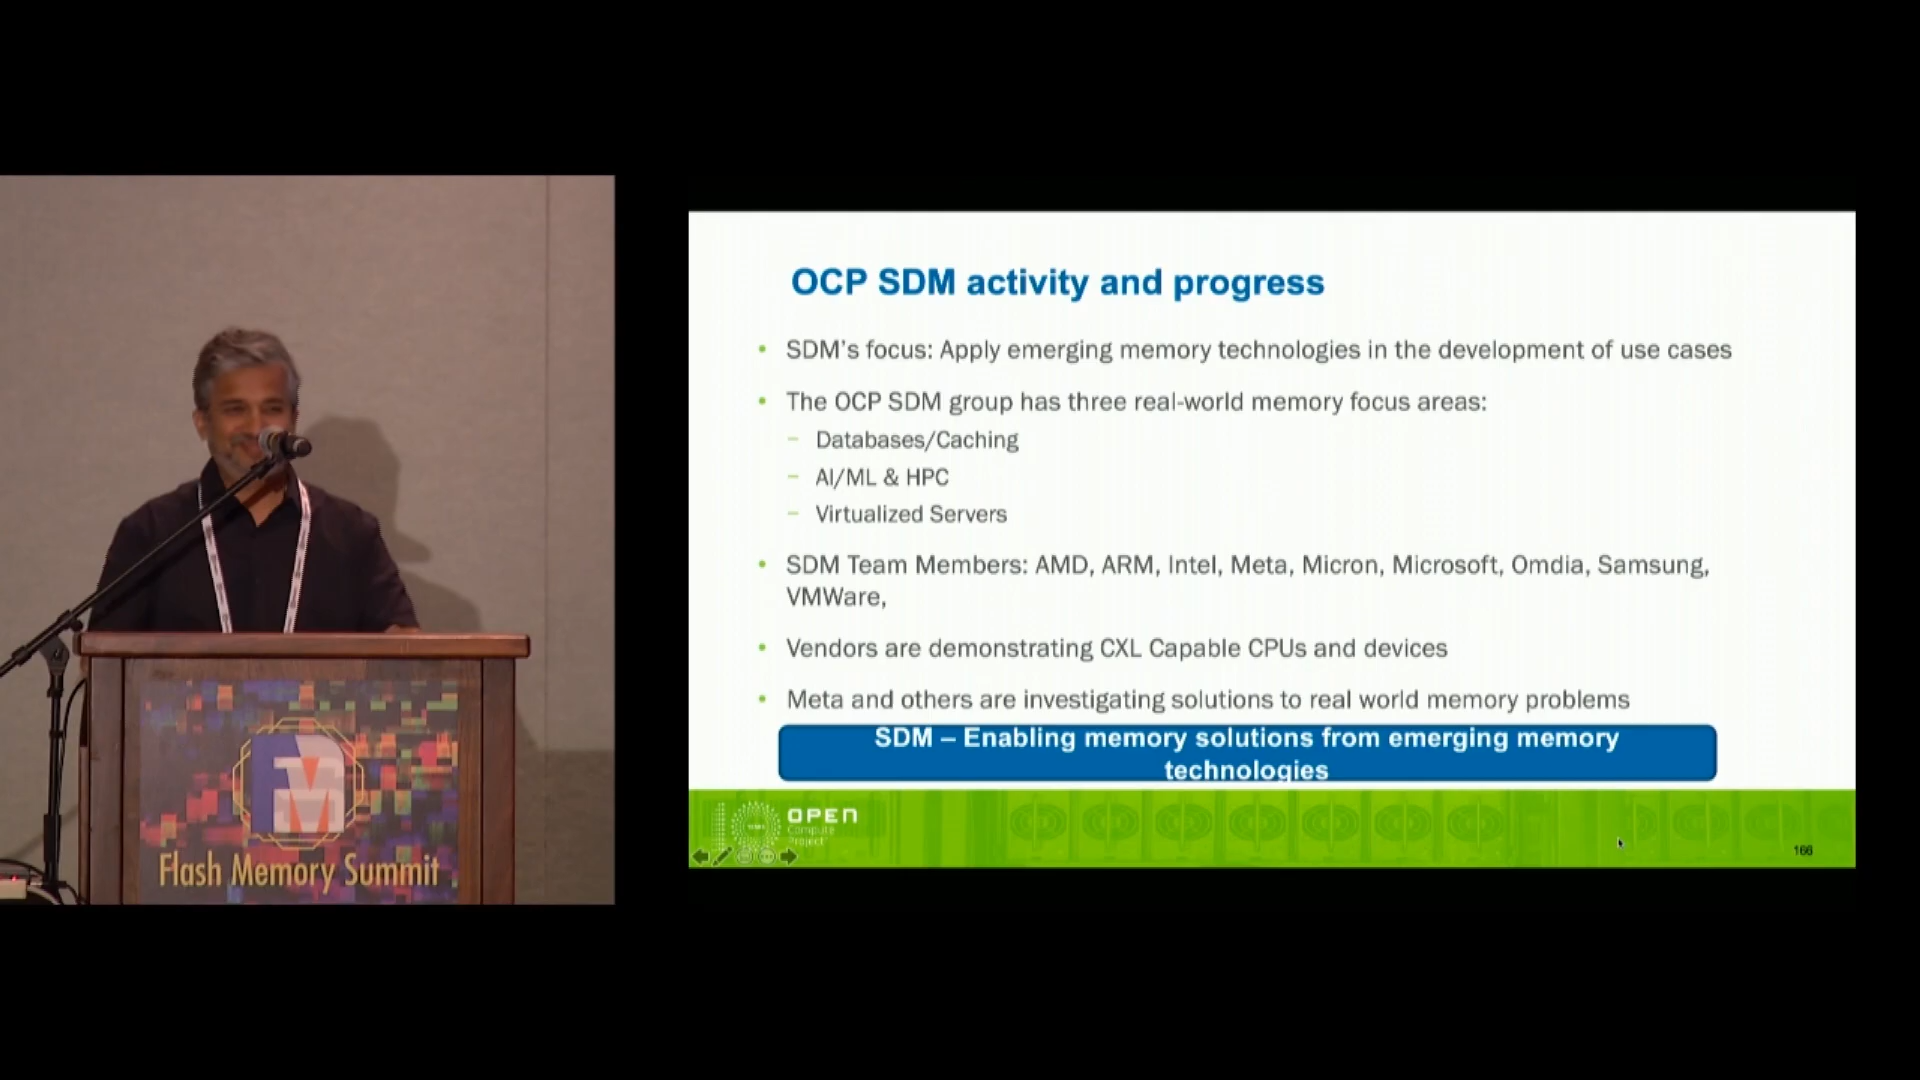 OCP SDM activity and progress
• SDM's focus: Apply emerging memory technologies in the development of use cases
• The OCP SDM group has three real-world memory focus areas:
– Databases/Caching
– AI/ML & HPC
– Virtualized Servers
• SDM Team Members: AMD, ARM, Intel, Meta, Micron, Microsoft, Omdia, Samsung,
VMWare,
• Vendors are demonstrating CXL Capable CPUs and devices
• Meta and others are investigating solutions to real world memory problems
SDM – Enabling memory solutions from emerging memory
technologies
OPEN
Compute
Project
166
FM
Flash Memory Summit